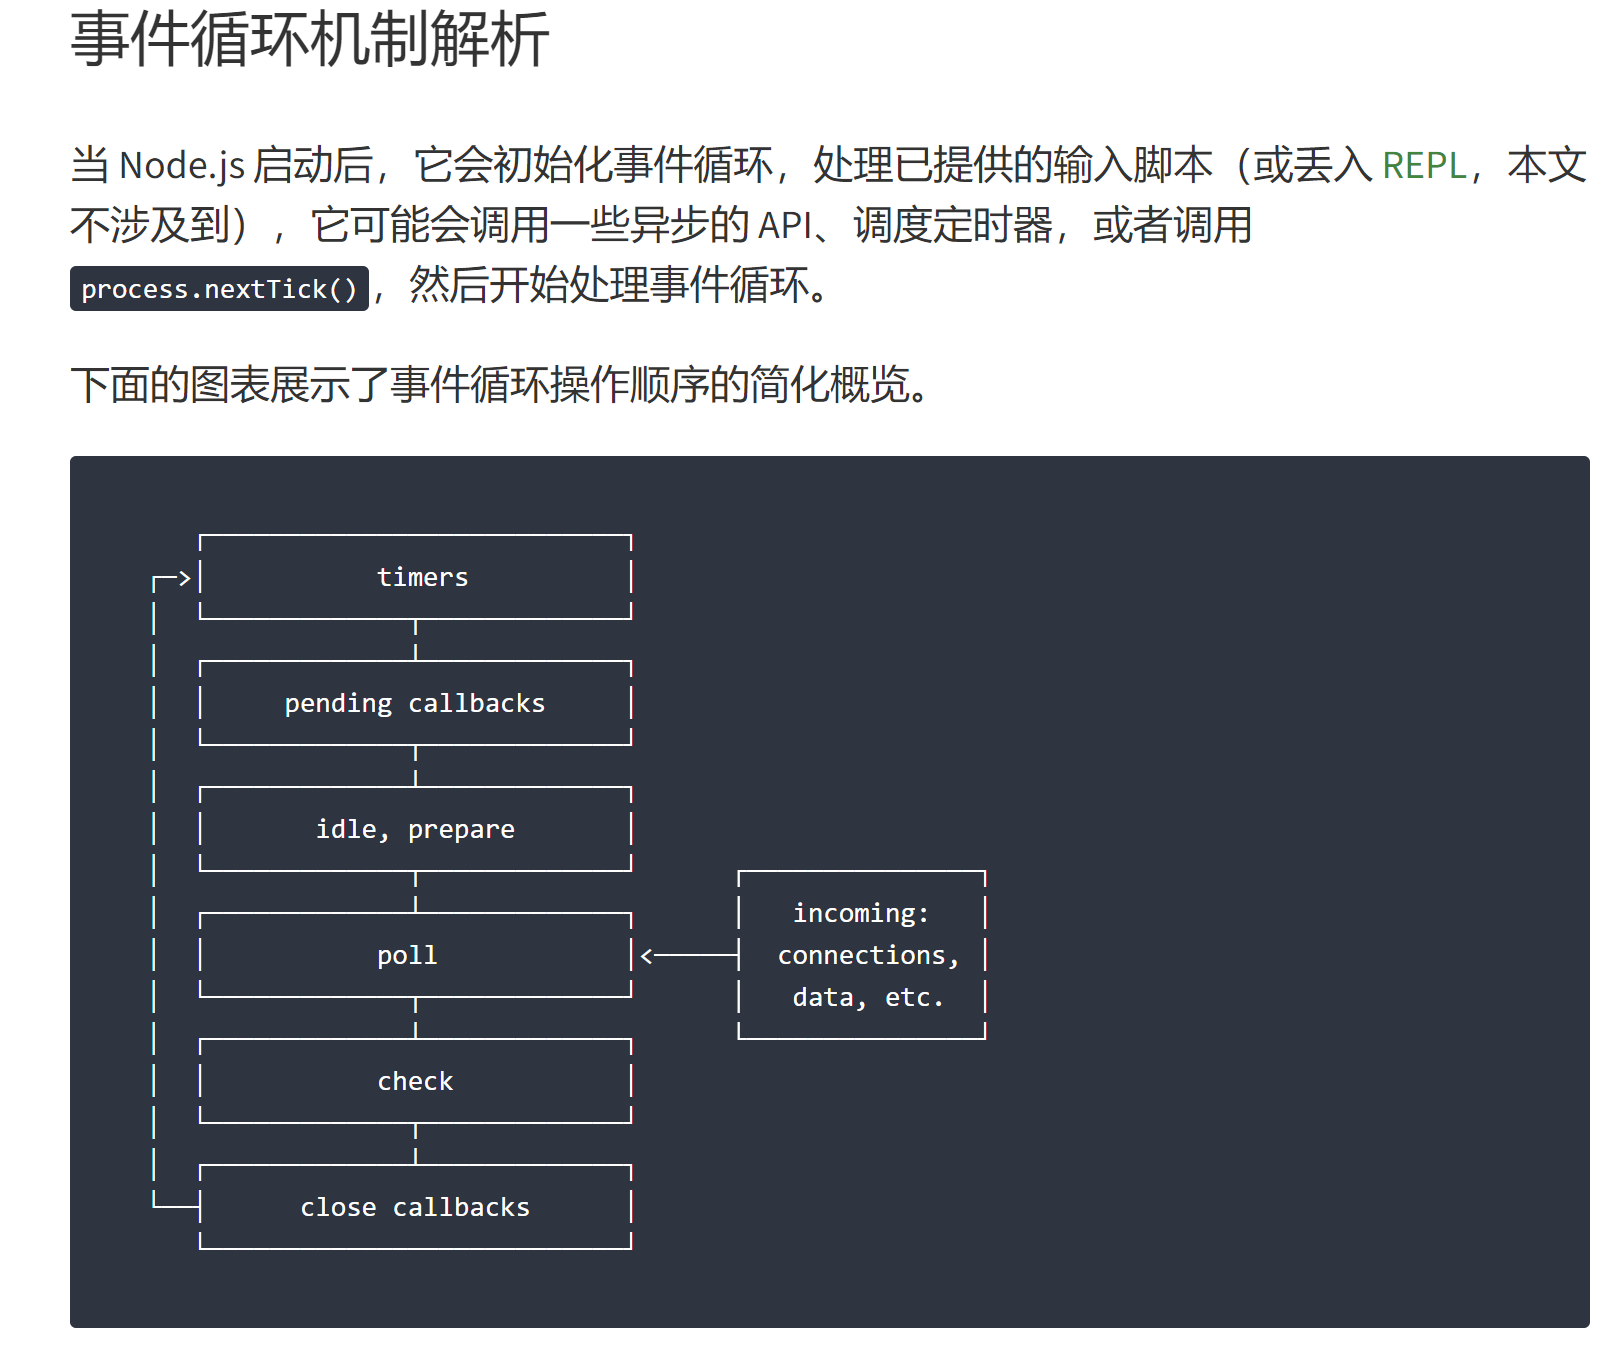 事件循环机制解析
当 Node.js 启动后，它会初始化事件循环，处理已提供的输入脚本（或丢入 REPL，本文
不涉及到），它可能会调用一些异步的 API、调度定时器，或者调用
process.nextTick()，然后开始处理事件循环。
下面的图表展示了事件循环操作顺序的简化概览。
timers
pending callbacks
idle, prepare
incoming:
poll
connections,
data, etc.
check
close callbacks